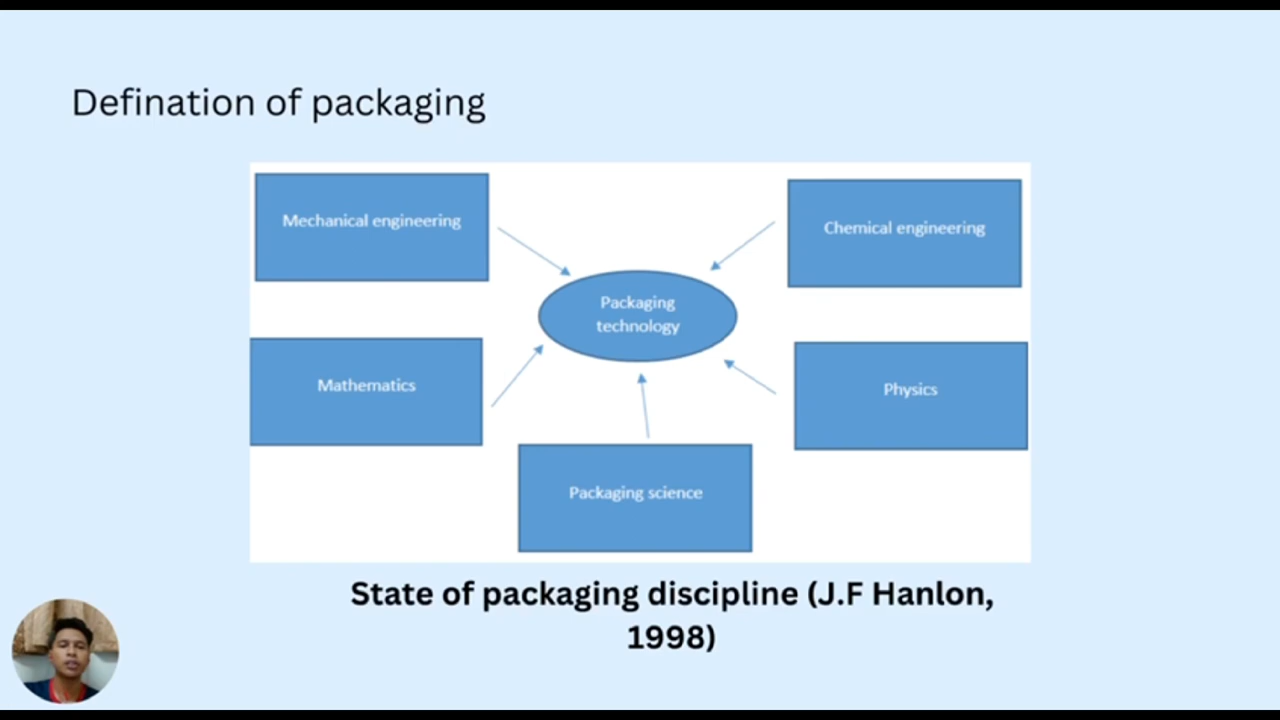 Defination of packaging
Mechanical engineering
Chemical engineering
Packaging
technology
Mathematics
Physics
Packaging science
State of packaging discipline (J.F Hanlon,
1998)